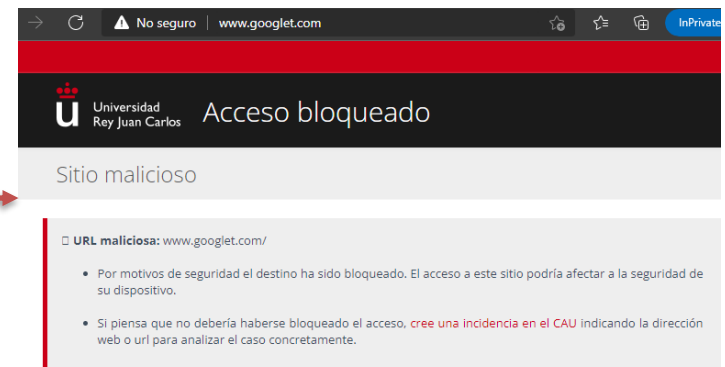 No seguro | www.googlet.com
InPrivate
Universidad
Rey Juan Carlos
Acceso bloqueado
Sitio malicioso
URL maliciosa: www.googlet.com/
• Por motivos de seguridad el destino ha sido bloqueado. El acceso a este sitio podría afectar a la seguridad de
su dispositivo.
• Si piensa que no debería haberse bloqueado el acceso, cree una incidencia en el CAU indicando la dirección
web o url para analizar el caso concretamente.